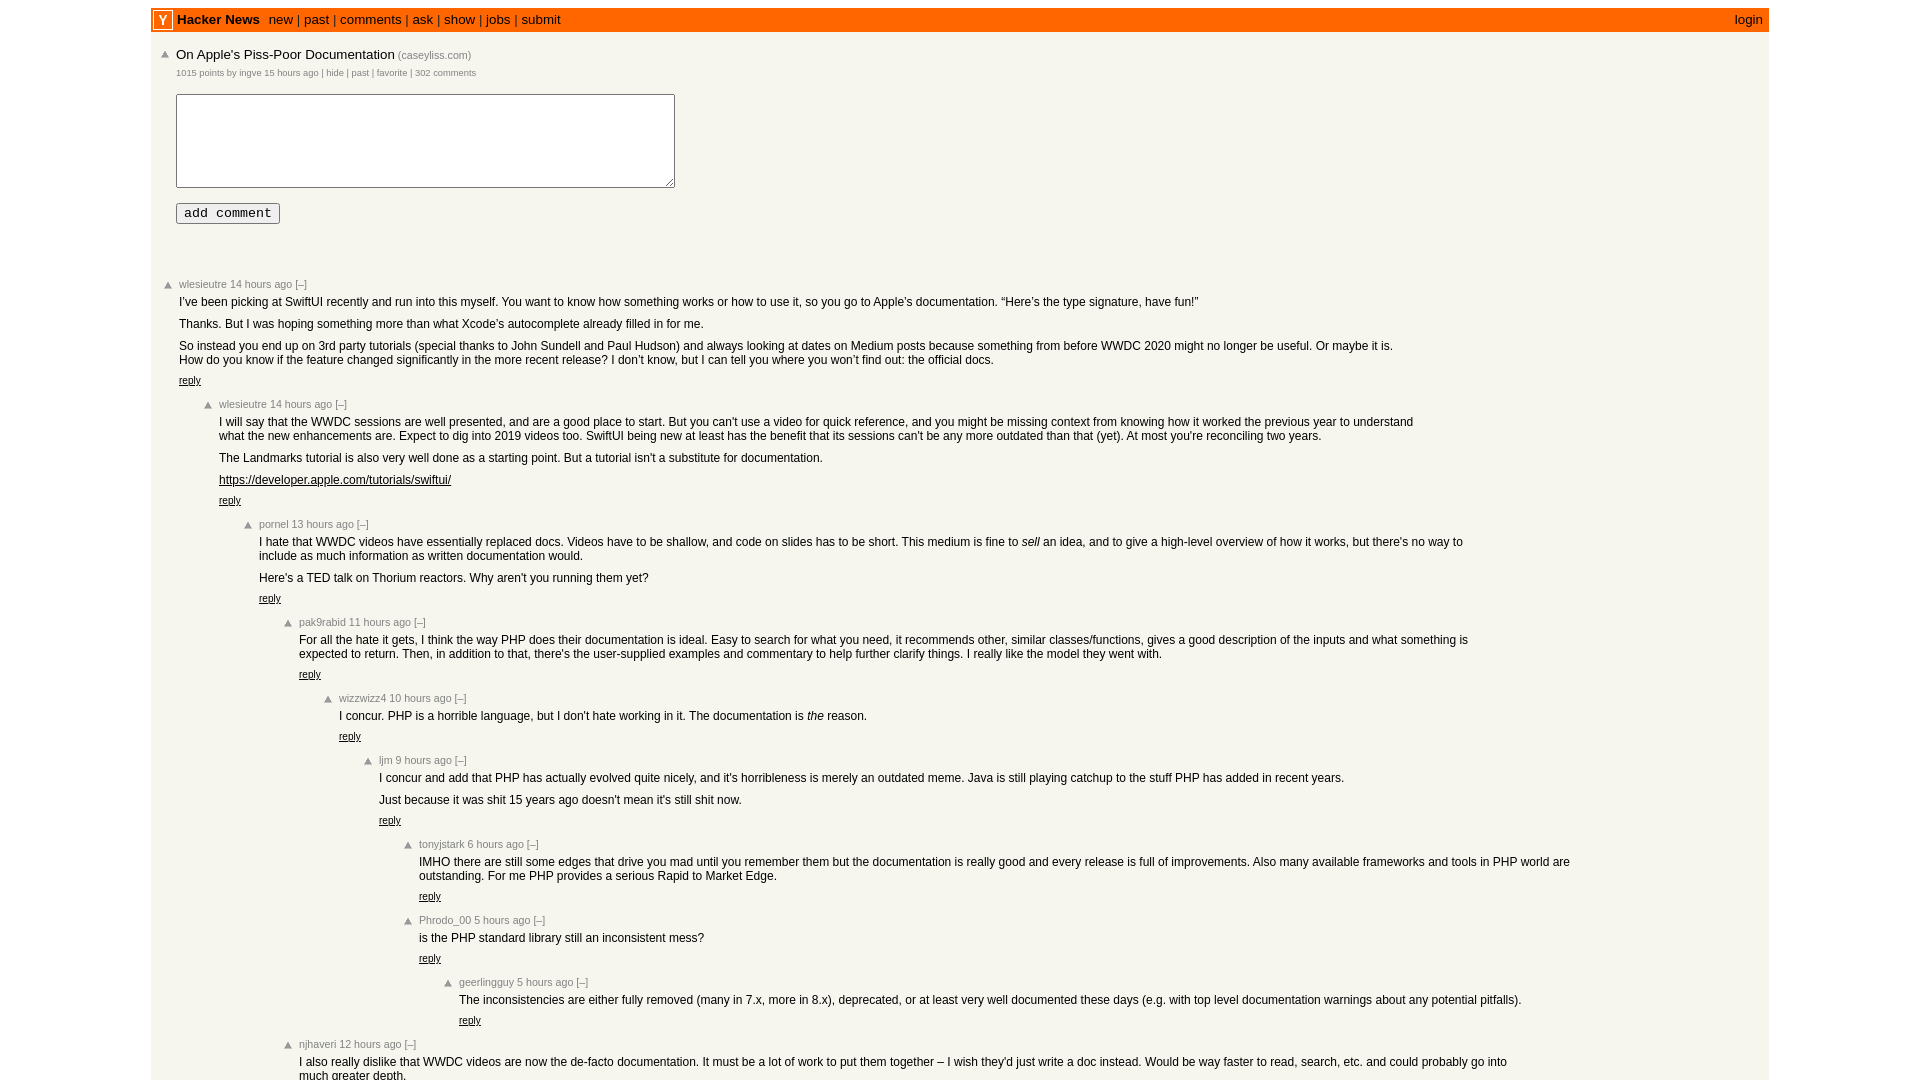 Y Hacker News new | past | comments | ask | show | jobs | submit login
On Apple's Piss-Poor Documentation (caseyliss.com)
1015 points by ingve 15 hours ago | hide | past | favorite | 302 comments
add comment
wlesieutre 14 hours ago [–]
I’ve been picking at SwiftUI recently and run into this myself. You want to know how something works or how to use it, so you go to Apple’s documentation. “Here’s the type signature, have fun!”
Thanks. But I was hoping something more than what Xcode’s autocomplete already filled in for me.
So instead you end up on 3rd party tutorials (special thanks to John Sundell and Paul Hudson) and always looking at dates on Medium posts because something from before WWDC 2020 might no longer be useful. Or maybe it is.
How do you know if the feature changed significantly in the more recent release? I don’t know, but I can tell you where you won’t find out: the official docs.
reply
wlesieutre 14 hours ago [–]
I will say that the WWDC sessions are well presented, and are a good place to start. But you can't use a video for quick reference, and you might be missing context from knowing how it worked the previous year to understand
what the new enhancements are. Expect to dig into 2019 videos too. SwiftUI being new at least has the benefit that its sessions can't be any more outdated than that (yet). At most you're reconciling two years.
The Landmarks tutorial is also very well done as a starting point. But a tutorial isn't a substitute for documentation.
https://developer.apple.com/tutorials/swiftui/
reply
pornel 13 hours ago [–]
I hate that WWDC videos have essentially replaced docs. Videos have to be shallow, and code on slides has to be short. This medium is fine to sell an idea, and to give a high-level overview of how it works, but there's no way to
include as much information as written documentation would.
Here's a TED talk on Thorium reactors. Why aren't you running them yet?
reply
pak9rabid 11 hours ago [–]
For all the hate it gets, I think the way PHP does their documentation is ideal. Easy to search for what you need, it recommends other, similar classes/functions, gives a good description of the inputs and what something is
expected to return. Then, in addition to that, there's the user-supplied examples and commentary to help further clarify things. I really like the model they went with.
reply
wizzwizz4 10 hours ago [–]
I concur. PHP is a horrible language, but I don't hate working in it. The documentation is the reason.
reply
ljm 9 hours ago [–]
I concur and add that PHP has actually evolved quite nicely, and it's horribleness is merely an outdated meme. Java is still playing catchup to the stuff PHP has added in recent years.
Just because it was shit 15 years ago doesn't mean it's still shit now.
reply
tonyjstark 6 hours ago [–]
IMHO there are still some edges that drive you mad until you remember them but the documentation is really good and every release is full of improvements. Also many available frameworks and tools in PHP world are
outstanding. For me PHP provides a serious Rapid to Market Edge.
reply
Phrodo_00 5 hours ago [–]
is the PHP standard library still an inconsistent mess?
reply
geerlingguy 5 hours ago [–]
The inconsistencies are either fully removed (many in 7.x, more in 8.x), deprecated, or at least very well documented these days (e.g. with top level documentation warnings about any potential pitfalls).
reply
njhaveri 12 hours ago [–]
I also really dislike that WWDC videos are now the de-facto documentation. It must be a lot of work to put them together – I wish they'd just write a doc instead. Would be way faster to read, search, etc. and could probably go into
much greater depth.